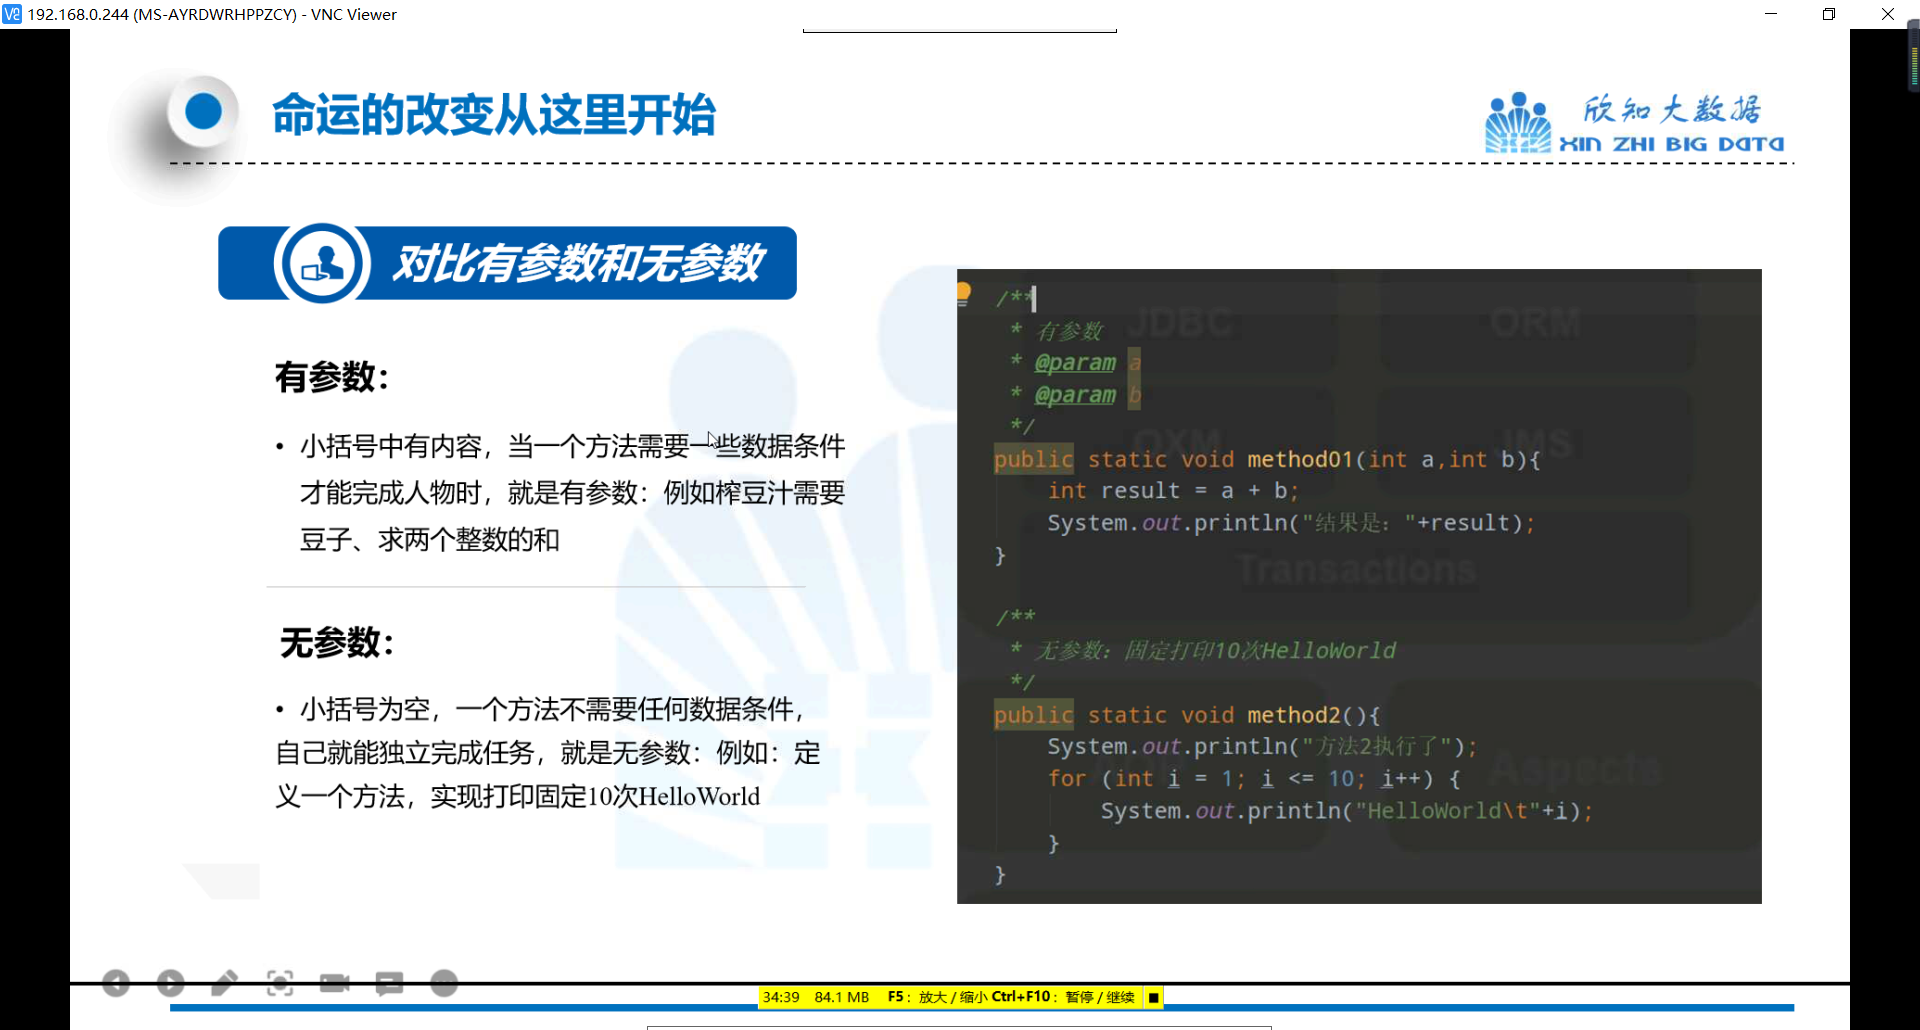 192.168.0.244 (MS-AYRDWRHPPZCY) - VNC Viewer
命运的改变从这里开始
欣知大数据
XIN ZHI BIG DATA
对比有参数和无参数
有参数：
• 小括号中有内容，当一个方法需要一些数据条件
才能完成人物时，就是有参数：例如榨豆汁需要
豆子、求两个整数的和
无参数：
• 小括号为空，一个方法不需要任何数据条件，
自己就能独立完成任务，就是无参数：例如：定
义一个方法，实现打印固定10次HelloWorld
/**
* 有参数
* @param a
* @param b
*/
public static void method01(int a,int b){
int result = a + b;
System.out.println("结果是："+result);
}
/**
* 无参数：固定打印10次HelloWorld
*/
public static void method2(){
System.out.println("方法2执行了");
for (int i = 1; i <= 10; i++) {
System.out.println("HelloWorld\t"+i);
}
}
JDBC
ORM
OXM
JMS
Transactions
AOP
Aspects
34:39 84.1 MB F5：放大 / 缩小 Ctrl+F10：暂停 / 继续